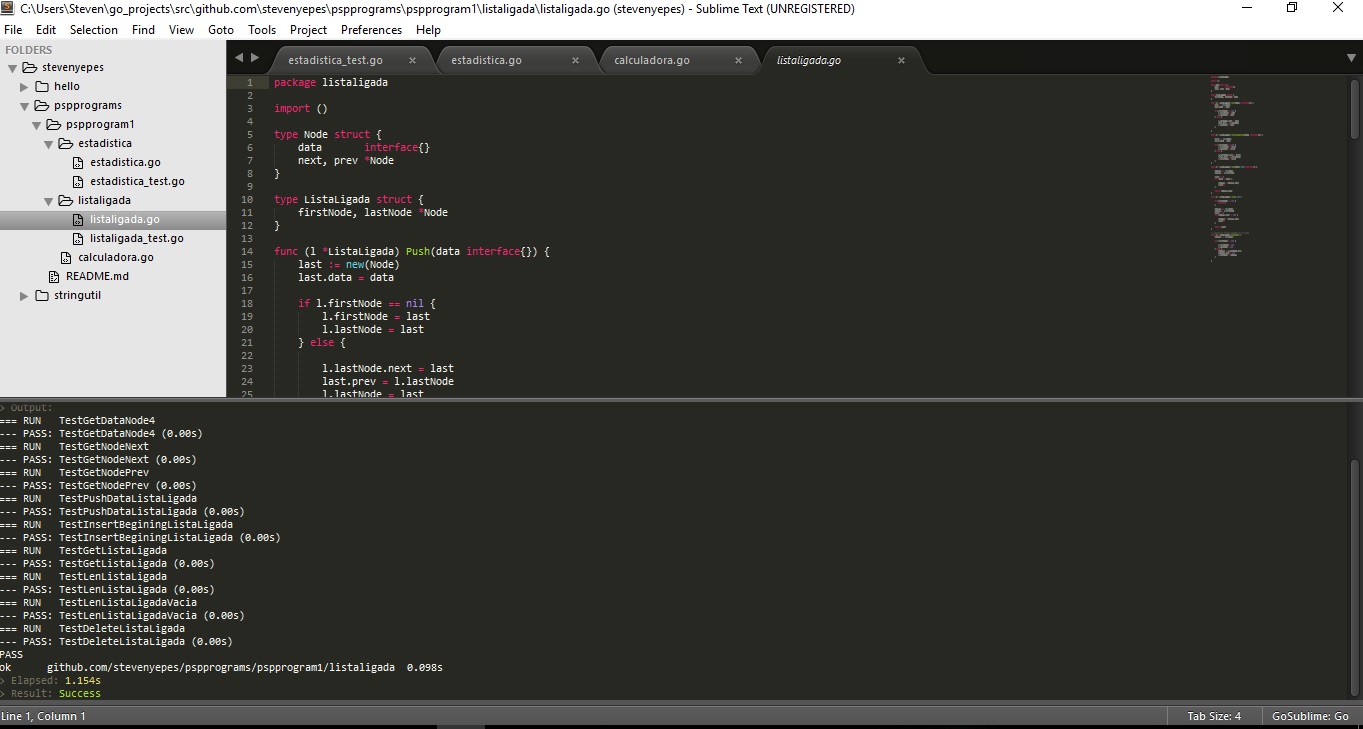 C:\Users\Steven\go_projects\src\github.com\stevenyepes\pspprograms\pspprogram1\listaligada\listaligada.go (stevenyepes) - Sublime Text (UNREGISTERED)
File Edit Selection Find View Goto Tools Project Preferences Help
FOLDERS
stevenyepes
hello
pspprograms
pspprogram1
estadistica
estadistica.go
estadistica_test.go
listaligada
listaligada.go
listaligada_test.go
calculadora.go
README.md
stringutil
estadistica_test.go × estadistica.go × calculadora.go × listaligada.go ×
1 package listaligada
2
3 import ()
4
5 type Node struct {
6 data interface{}
7 next, prev *Node
8 }
9
10 type ListaLigada struct {
11 firstNode, lastNode *Node
12 }
13
14 func (l *ListaLigada) Push(data interface{}) {
15 last := new(Node)
16 last.data = data
17
18 if l.firstNode == nil {
19 l.firstNode = last
20 l.lastNode = last
21 } else {
22
23 l.lastNode.next = last
24 last.prev = l.lastNode
25 l.lastNode = last
> Output:
=== RUN TestGetDataNode4
--- PASS: TestGetDataNode4 (0.00s)
=== RUN TestGetNodeNext
--- PASS: TestGetNodeNext (0.00s)
=== RUN TestGetNodePrev
--- PASS: TestGetNodePrev (0.00s)
=== RUN TestPushDataListaLigada
--- PASS: TestPushDataListaLigada (0.00s)
=== RUN TestInsertBeginingListaLigada
--- PASS: TestInsertBeginingListaLigada (0.00s)
=== RUN TestGetListaLigada
--- PASS: TestGetListaLigada (0.00s)
=== RUN TestLenListaLigada
--- PASS: TestLenListaLigada (0.00s)
=== RUN TestLenListaLigadaVacia
--- PASS: TestLenListaLigadaVacia (0.00s)
=== RUN TestDeleteListaLigada
--- PASS: TestDeleteListaLigada (0.00s)
PASS
ok github.com/stevenyepes/pspprograms/pspprogram1/listaligada 0.098s
> Elapsed: 1.154s
> Result: Success
Line 1, Column 1 Tab Size: 4 GoSublime: Go